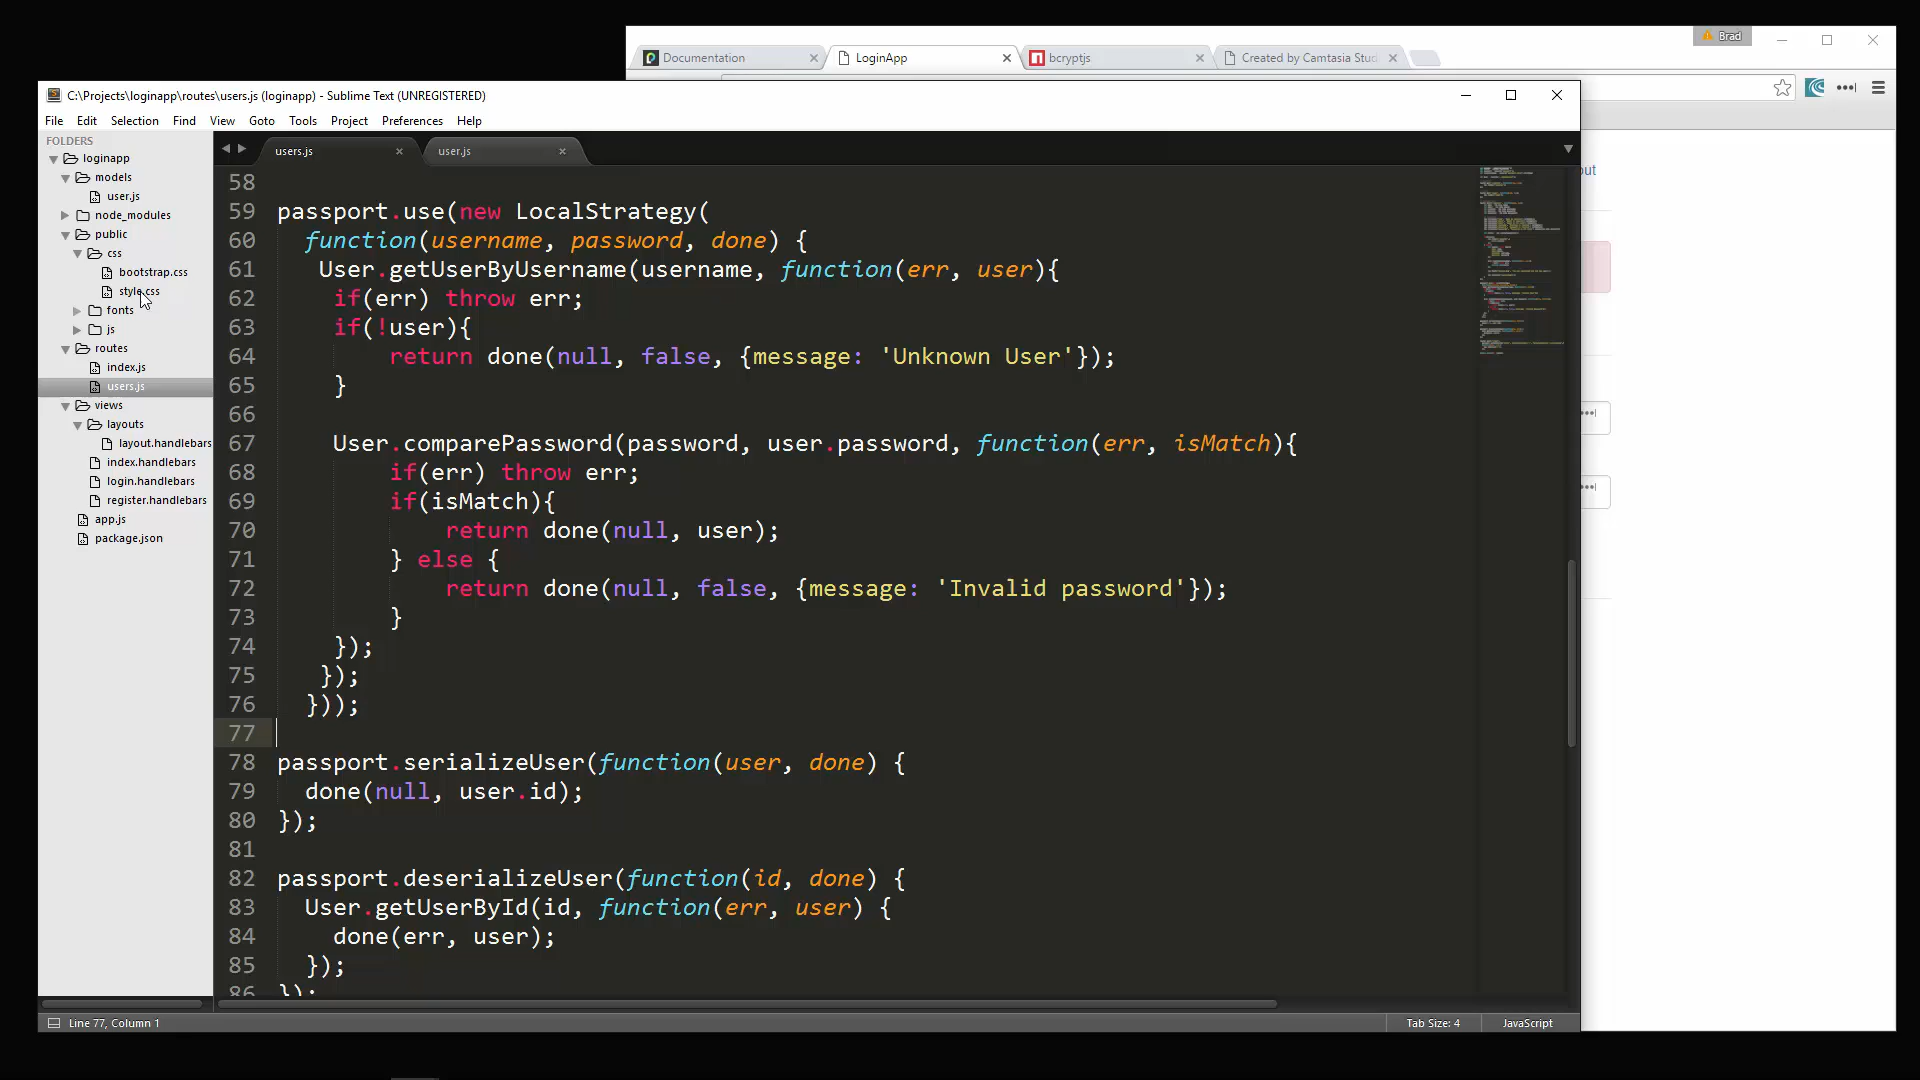 Brad
Documentation
LoginApp
bcryptjs
Created by Camtasia Stud
C:\Projects\loginapp\routes\users.js (loginapp) - Sublime Text (UNREGISTERED)
File Edit Selection Find View Goto Tools Project Preferences Help
FOLDERS
loginapp
models
user.js
node_modules
public
css
bootstrap.css
style.css
fonts
js
routes
index.js
users.js
views
layouts
layout.handlebars
index.handlebars
login.handlebars
register.handlebars
app.js
package.json
users.js
user.js
58
59 passport.use(new LocalStrategy(
60 function(username, password, done) {
61 User.getUserByUsername(username, function(err, user){
62 if(err) throw err;
63 if(!user){
64 return done(null, false, {message: 'Unknown User'});
65 }
66
67 User.comparePassword(password, user.password, function(err, isMatch){
68 if(err) throw err;
69 if(isMatch){
70 return done(null, user);
71 } else {
72 return done(null, false, {message: 'Invalid password'});
73 }
74 });
75 });
76 }));
77
78 passport.serializeUser(function(user, done) {
79 done(null, user.id);
80 });
81
82 passport.deserializeUser(function(id, done) {
83 User.getUserById(id, function(err, user) {
84 done(err, user);
85 });
86 });
out
Line 77, Column 1
Tab Size: 4
JavaScript